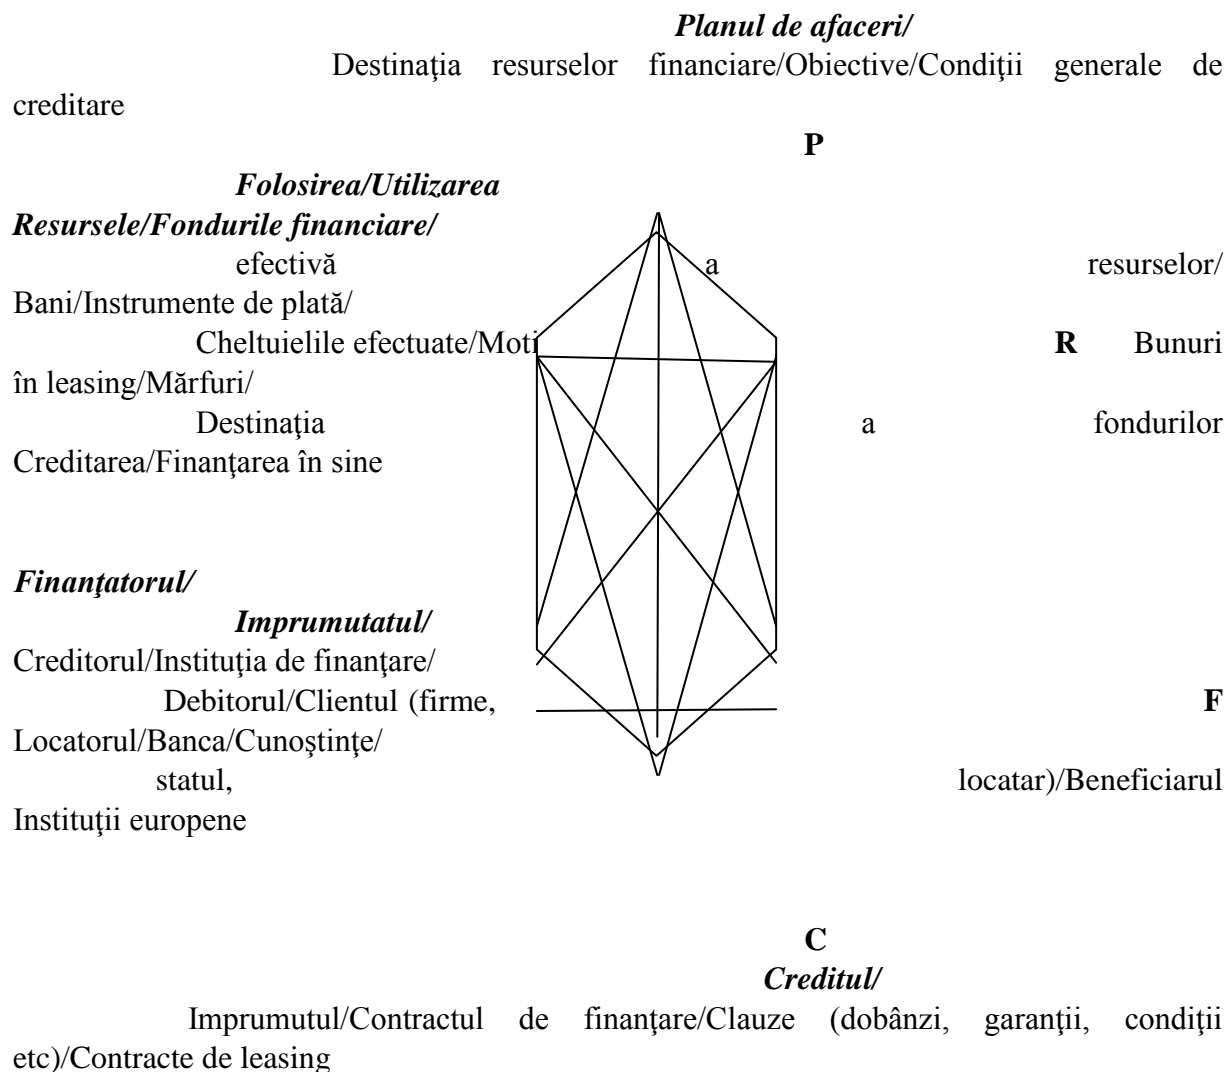 Planul de afaceri/
Destinaţia resurselor financiare/Obiective/Condiţii generale de
creditare
P
Folosirea/Utilizarea
Resursele/Fondurile financiare/
efectivă a resurselor/
Bani/Instrumente de plată/
Cheltuielile efectuate/Moti R Bunuri
în leasing/Mărfuri/
Destinaţia a fondurilor
Creditarea/Finanţarea în sine
Finanţatorul/
Imprumutatul/
Creditorul/Instituţia de finanţare/
Debitorul/Clientul (firme, F
Locatorul/Banca/Cunoştinţe/
statul, locatar)/Beneficiarul
Instituţii europene
C
Creditul/
Imprumutul/Contractul de finanţare/Clauze (dobânzi, garanţii, condiţii
etc)/Contracte de leasing